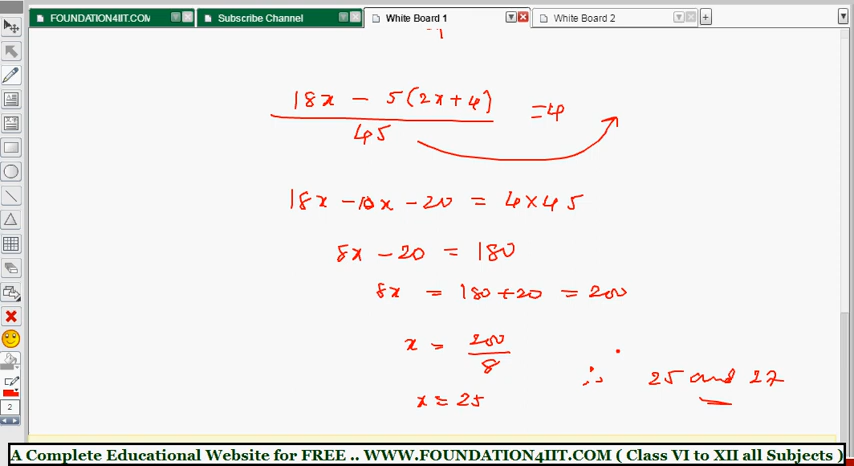 FOUNDATION4IIT.COM
Subscribe Channel
White Board 1
White Board 2
18x - 5(2x+4)
45
=4
18x -10x -20 = 4×45
8x -20 = 180
8x = 180+20 = 200
x = 200/8
x = 25
∴ 25 and 27
2
A Complete Educational Website for FREE .. WWW.FOUNDATION4IIT.COM ( Class VI to XII all Subjects )